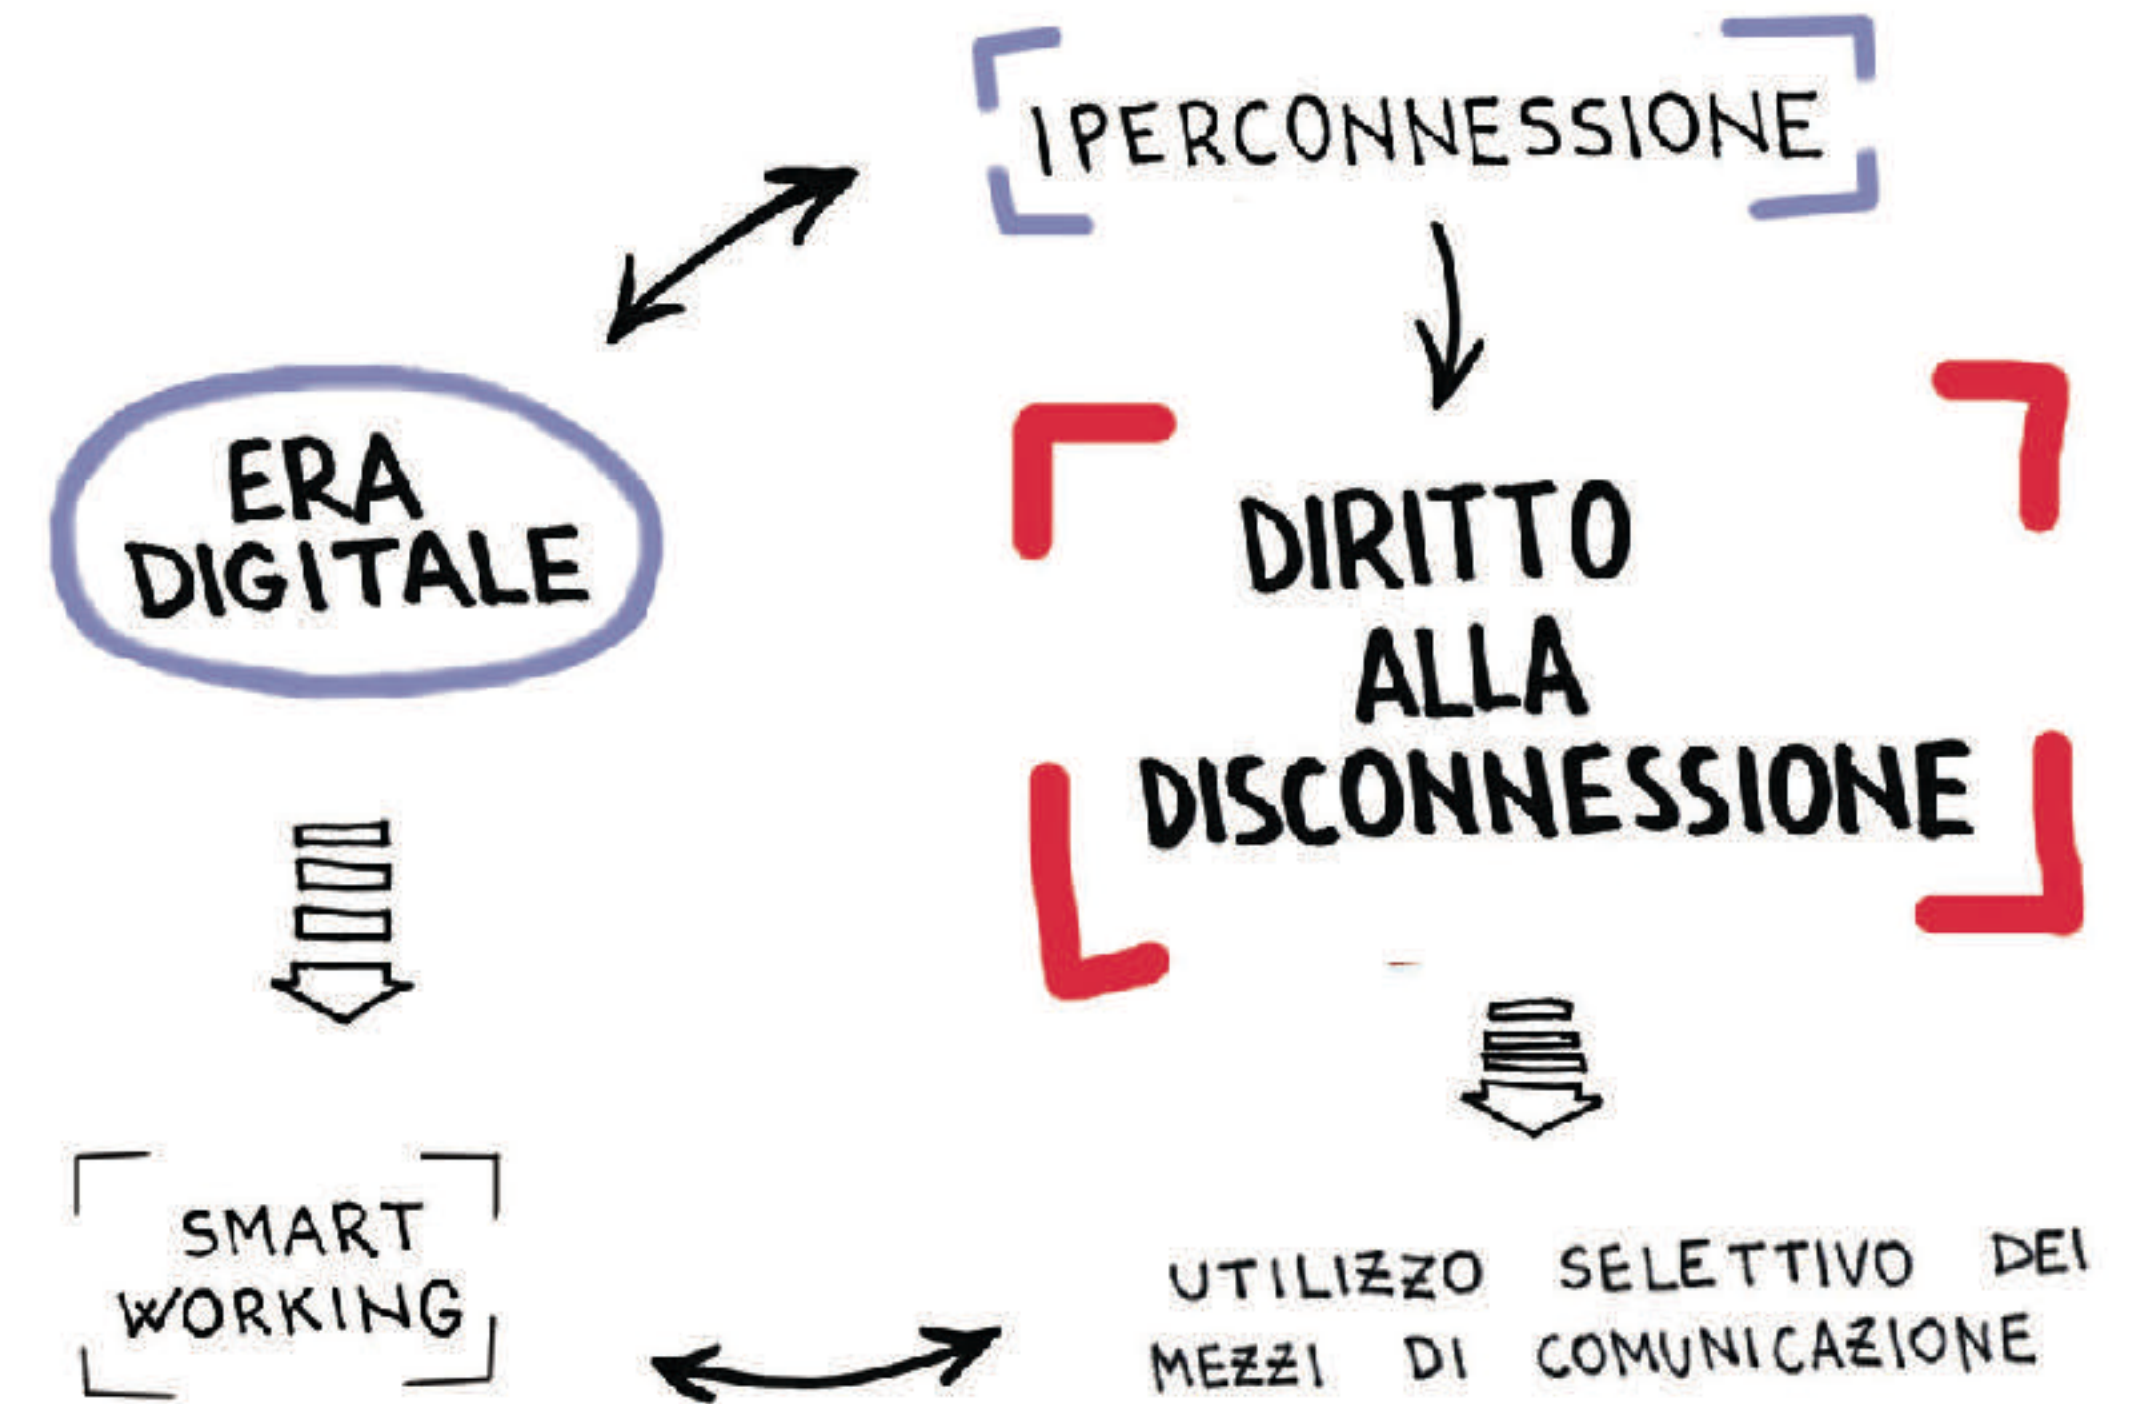 IPERCONNESSIONE
ERA
DIGITALE
DIRITTO
ALLA
DISCONNESSIONE
SMART
WORKING
UTILIZZO SELETTIVO DEI
MEZZI DI COMUNICAZIONE